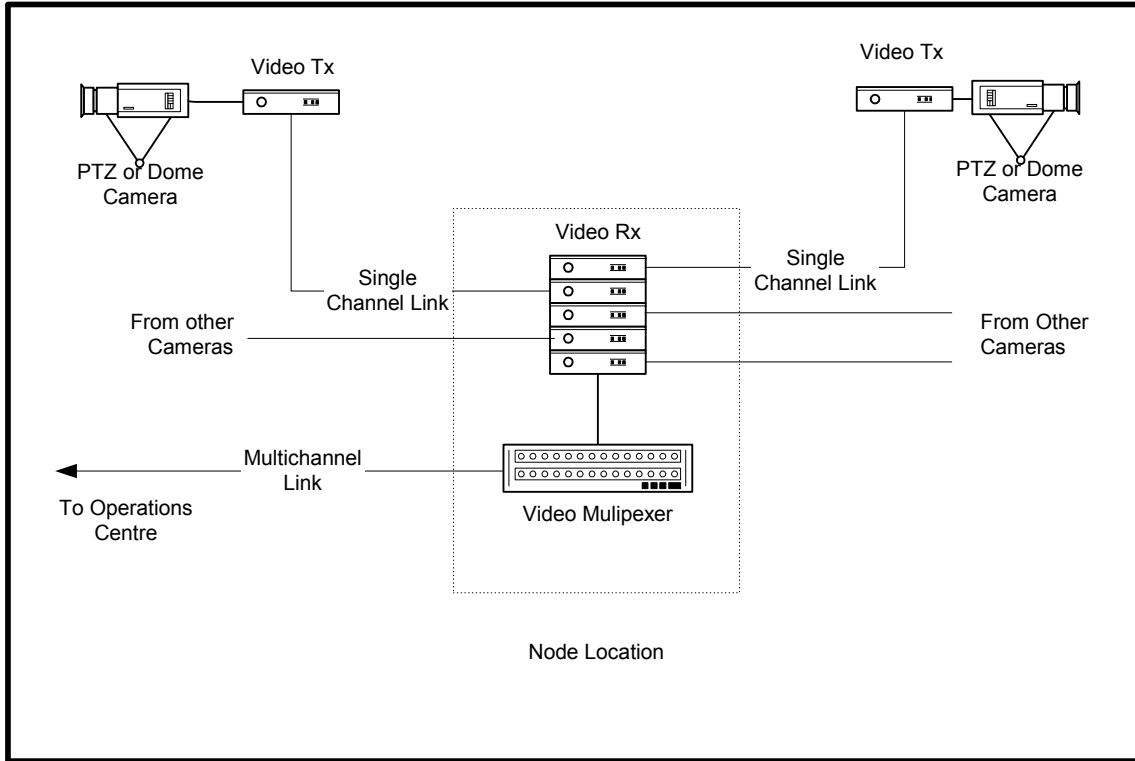 Video Tx
Video Tx
PTZ or Dome
Camera
PTZ or Dome
Camera
Video Rx
Single
Channel Link
Single
Channel Link
From other
Cameras
From Other
Cameras
Multichannel
Link
To Operations
Centre
Video Mulipexer
Node Location